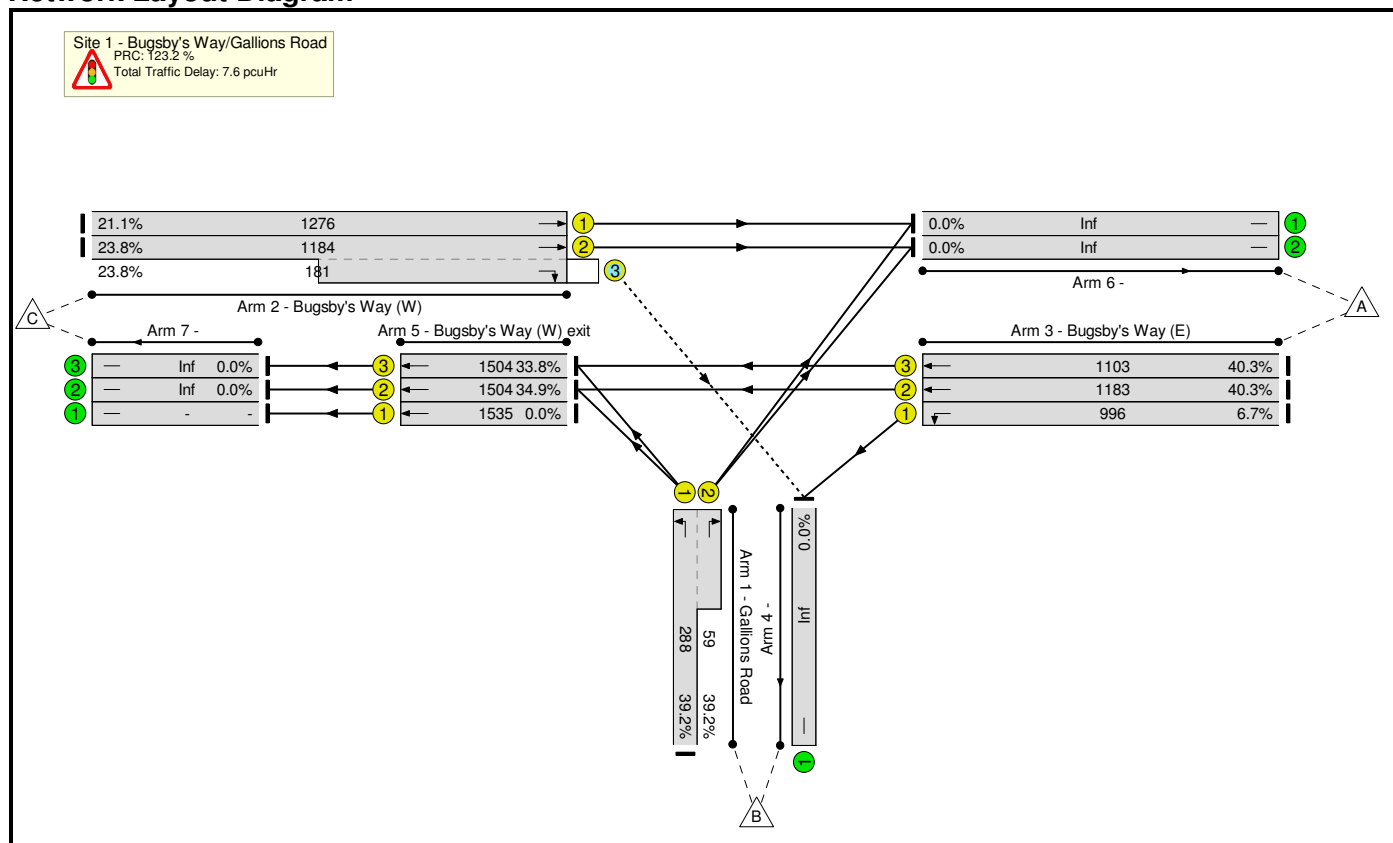 Site 1 - Bugsby's Way/Gallions Road
PRC: 123.2 %
Total Traffic Delay: 7.6 pcuHr
21.1% 1276 1
23.8% 1184 2
23.8% 181 3
Arm 2 - Bugsby's Way (W)
C
0.0% Inf 1
0.0% Inf 2
Arm 6 -
A
Arm 7 -
3 Inf 0.0%
2 Inf 0.0%
1 - -
Arm 5 - Bugsby's Way (W) exit
3 1504 33.8%
2 1504 34.9%
1 1535 0.0%
Arm 3 - Bugsby's Way (E)
3 1103 40.3%
2 1183 40.3%
1 996 6.7%
1 288 39.2%
2 59 39.2%
Arm 1 - Gallions Road
Arm 4 -
0.0% Inf 1
B